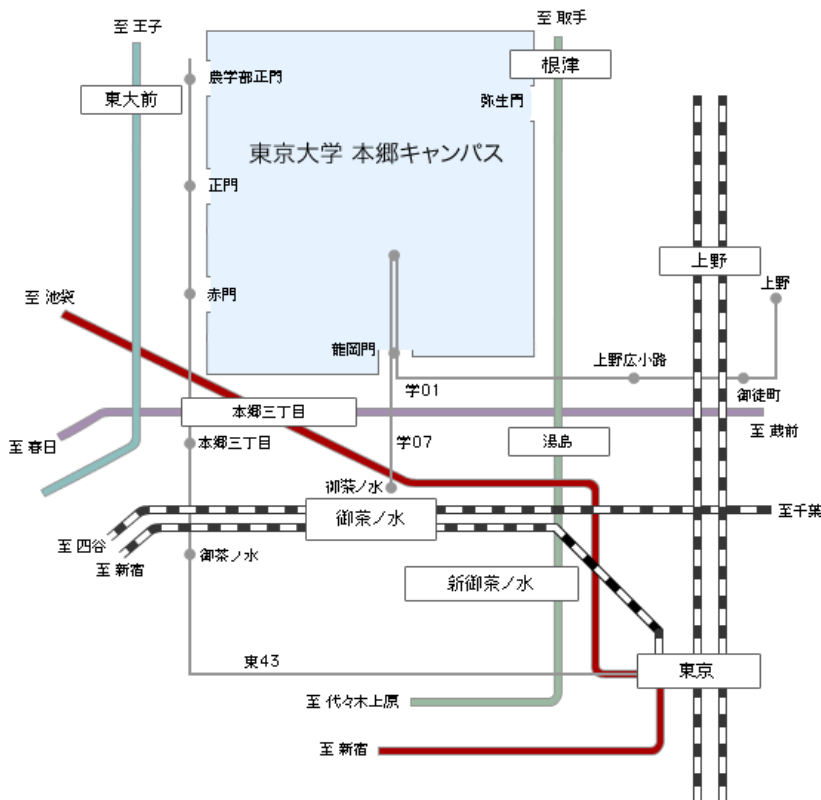 至 王子
至 取手
農学部正門
根津
東大前
弥生門
東京大学 本郷キャンパス
正門
上野
上野
至 池袋
赤門
龍岡門
上野広小路
学01
御徒町
本郷三丁目
至 蔵前
至 春日
本郷三丁目
学07
湯島
御茶ノ水
御茶ノ水
至千葉
至 四谷
御茶ノ水
至 新宿
新御茶ノ水
東43
東京
至 代々木上原
至 新宿